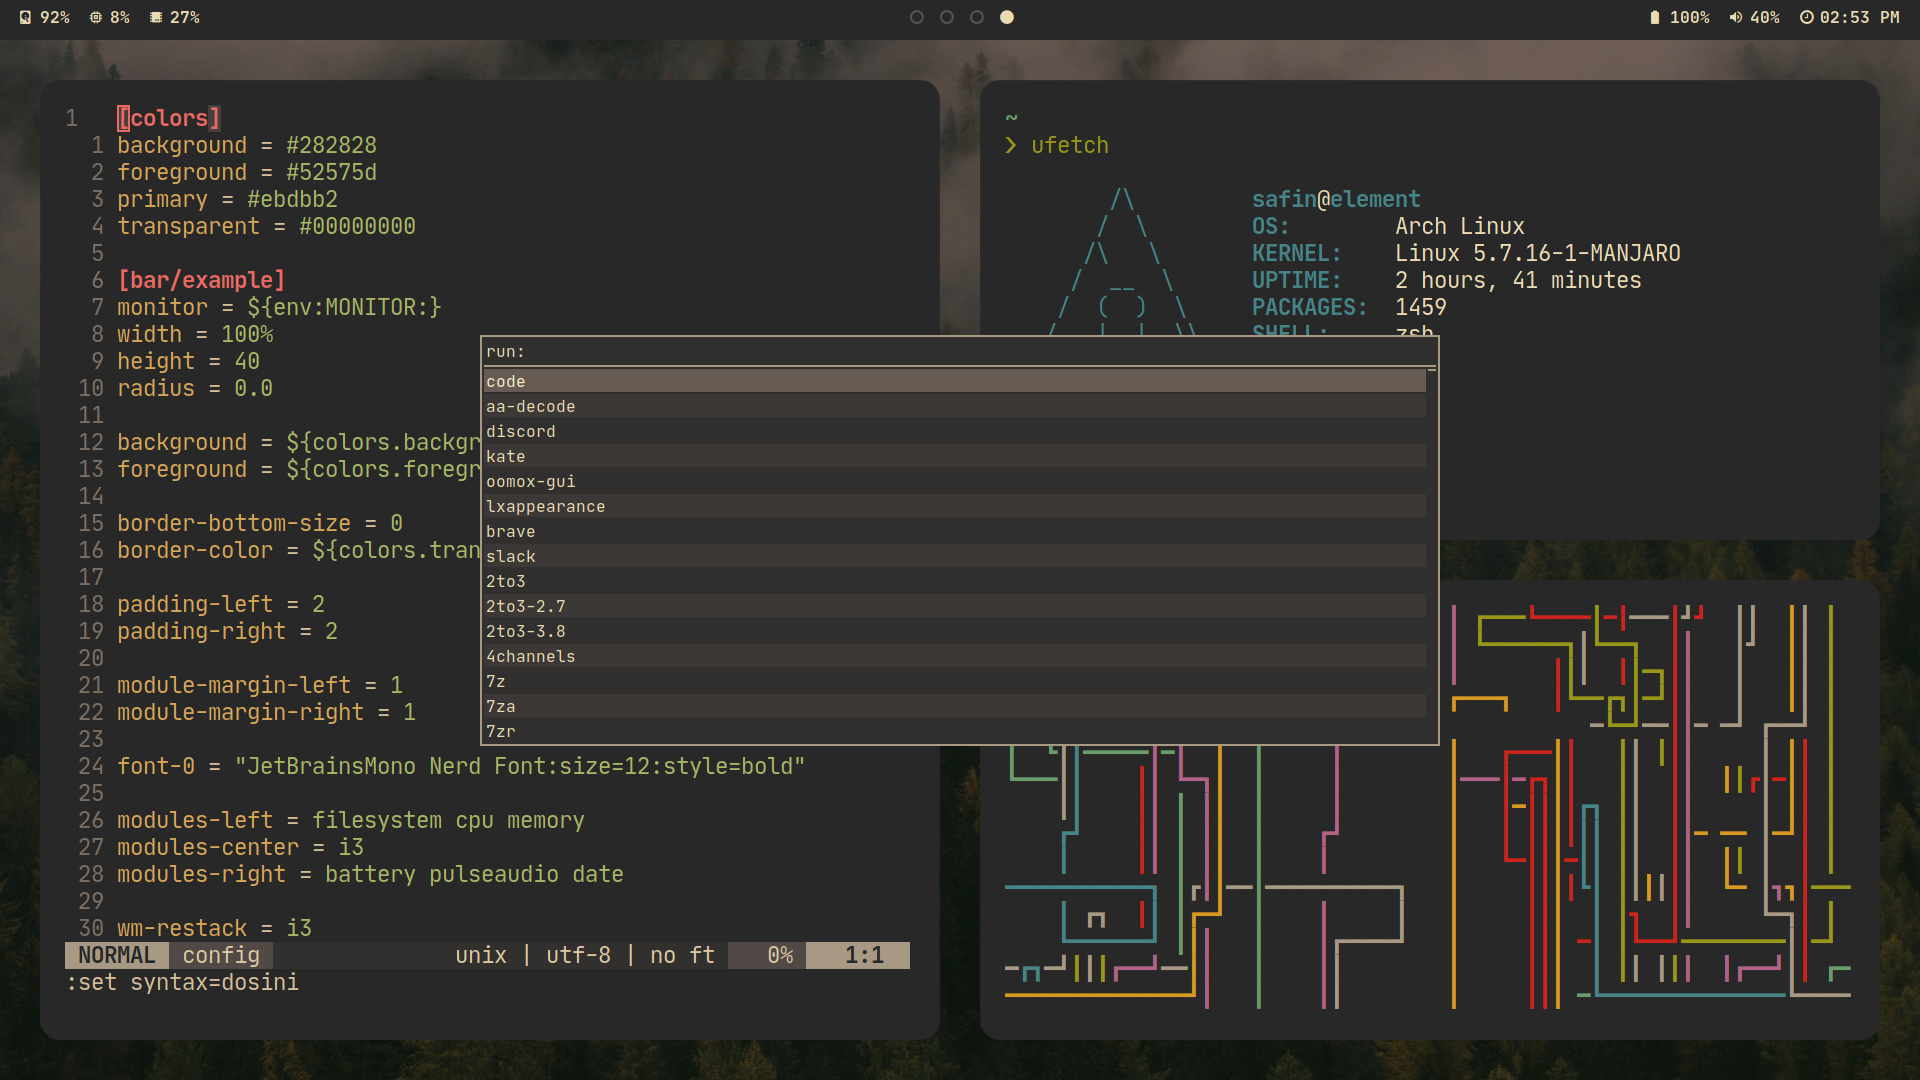 92% 8% 27%
100% 40% 02:53 PM
1 [colors]
1 background = #282828
2 foreground = #52575d
3 primary = #ebdbb2
4 transparent = #00000000
5
6 [bar/example]
7 monitor = ${env:MONITOR:}
8 width = 100%
9 height = 40
10 radius = 0.0
11
12 background = ${colors.backgr
13 foreground = ${colors.foregr
14
15 border-bottom-size = 0
16 border-color = ${colors.tran
17
18 padding-left = 2
19 padding-right = 2
20
21 module-margin-left = 1
22 module-margin-right = 1
23
24 font-0 = "JetBrainsMono Nerd Font:size=12:style=bold"
25
26 modules-left = filesystem cpu memory
27 modules-center = i3
28 modules-right = battery pulseaudio date
29
30 wm-restack = i3
NORMAL config unix | utf-8 | no ft 0% 1:1
:set syntax=dosini
~
❯ ufetch
safin@element
OS: Arch Linux
KERNEL: Linux 5.7.16-1-MANJARO
UPTIME: 2 hours, 41 minutes
PACKAGES: 1459
SHELL: zsh
run:
code
aa-decode
discord
kate
oomox-gui
lxappearance
brave
slack
2to3
2to3-2.7
2to3-3.8
4channels
7z
7za
7zr